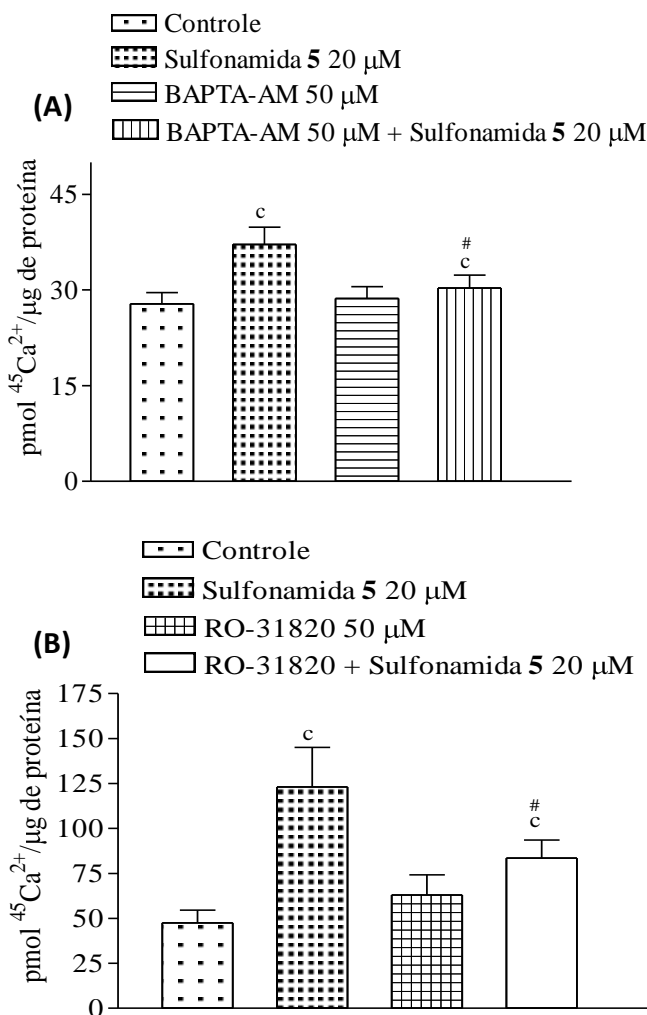 Controle
Sulfonamida 5 20 µM
BAPTA-AM 50 µM
BAPTA-AM 50 µM + Sulfonamida 5 20 µM
(A)
pmol ⁴⁵Ca²⁺/µg de proteína
45
30
15
0
c
#
c
Controle
Sulfonamida 5 20 µM
RO-31820 50 µM
RO-31820 + Sulfonamida 5 20 µM
(B)
pmol ⁴⁵Ca²⁺/µg de proteína
175
150
125
100
75
50
25
0
c
#
c